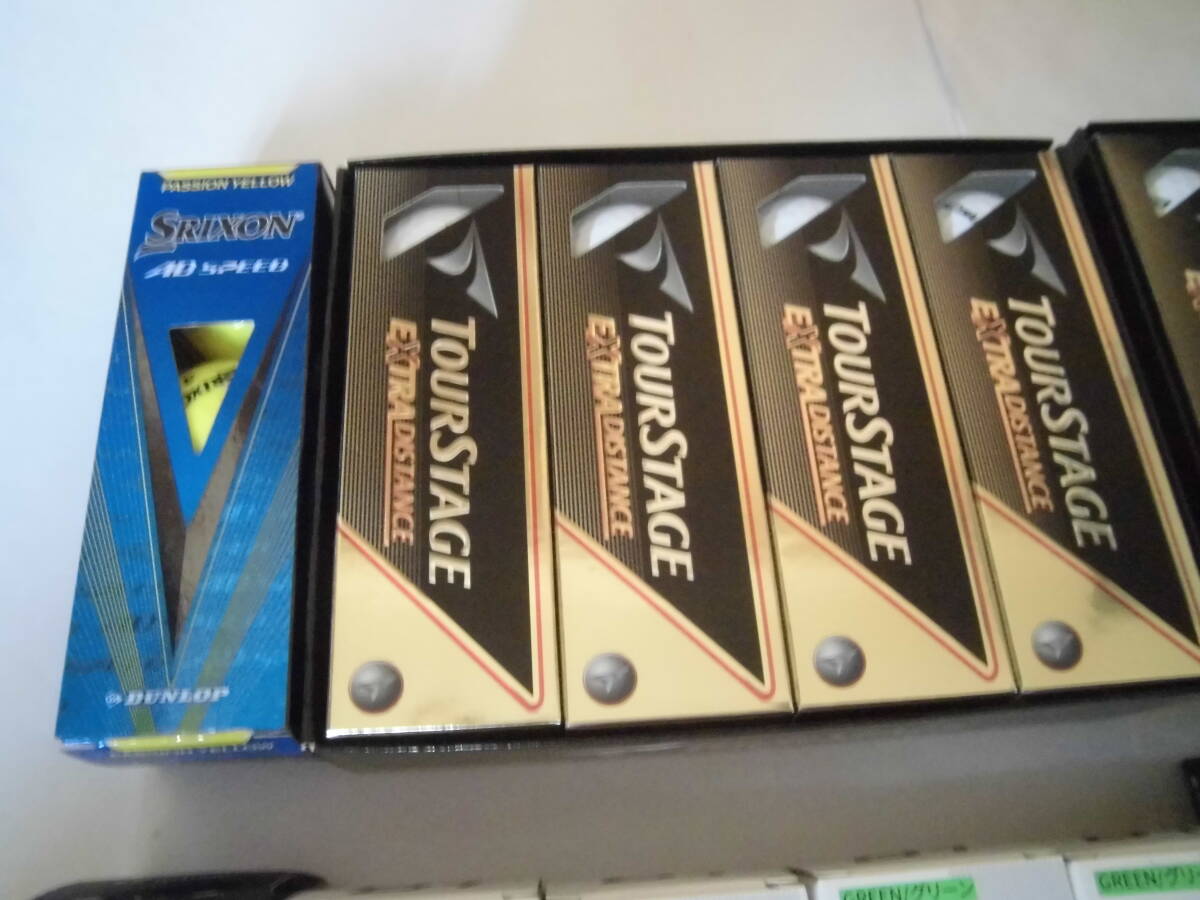 PASSION YELLOW
SRIXON
AD SPEED
DUNLOP
TOURSTAGE
EXTRA DISTANCE
TOURSTAGE
EXTRA DISTANCE
TOURSTAGE
EXTRA DISTANCE
TOURSTAGE
EXTRA DISTANCE
GREEN/グリーン
GREEN/グリー